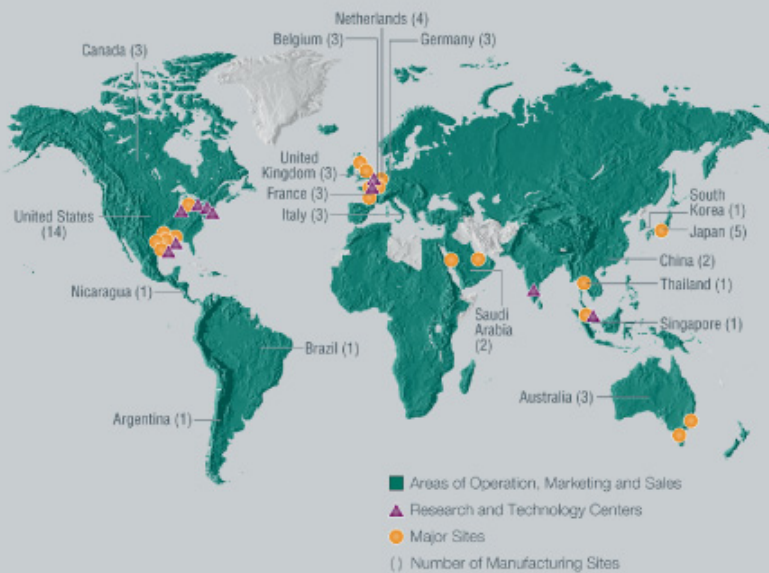 Netherlands (4)
Belgium (3)
Germany (3)
Canada (3)
United
Kingdom (3)
France (3)
Italy (3)
United States
(14)
South
Korea (1)
Japan (5)
China (2)
Thailand (1)
Singapore (1)
Nicaragua (1)
Saudi
Arabia
(2)
Brazil (1)
Argentina (1)
Australia (3)
Areas of Operation, Marketing and Sales
Research and Technology Centers
Major Sites
( ) Number of Manufacturing Sites